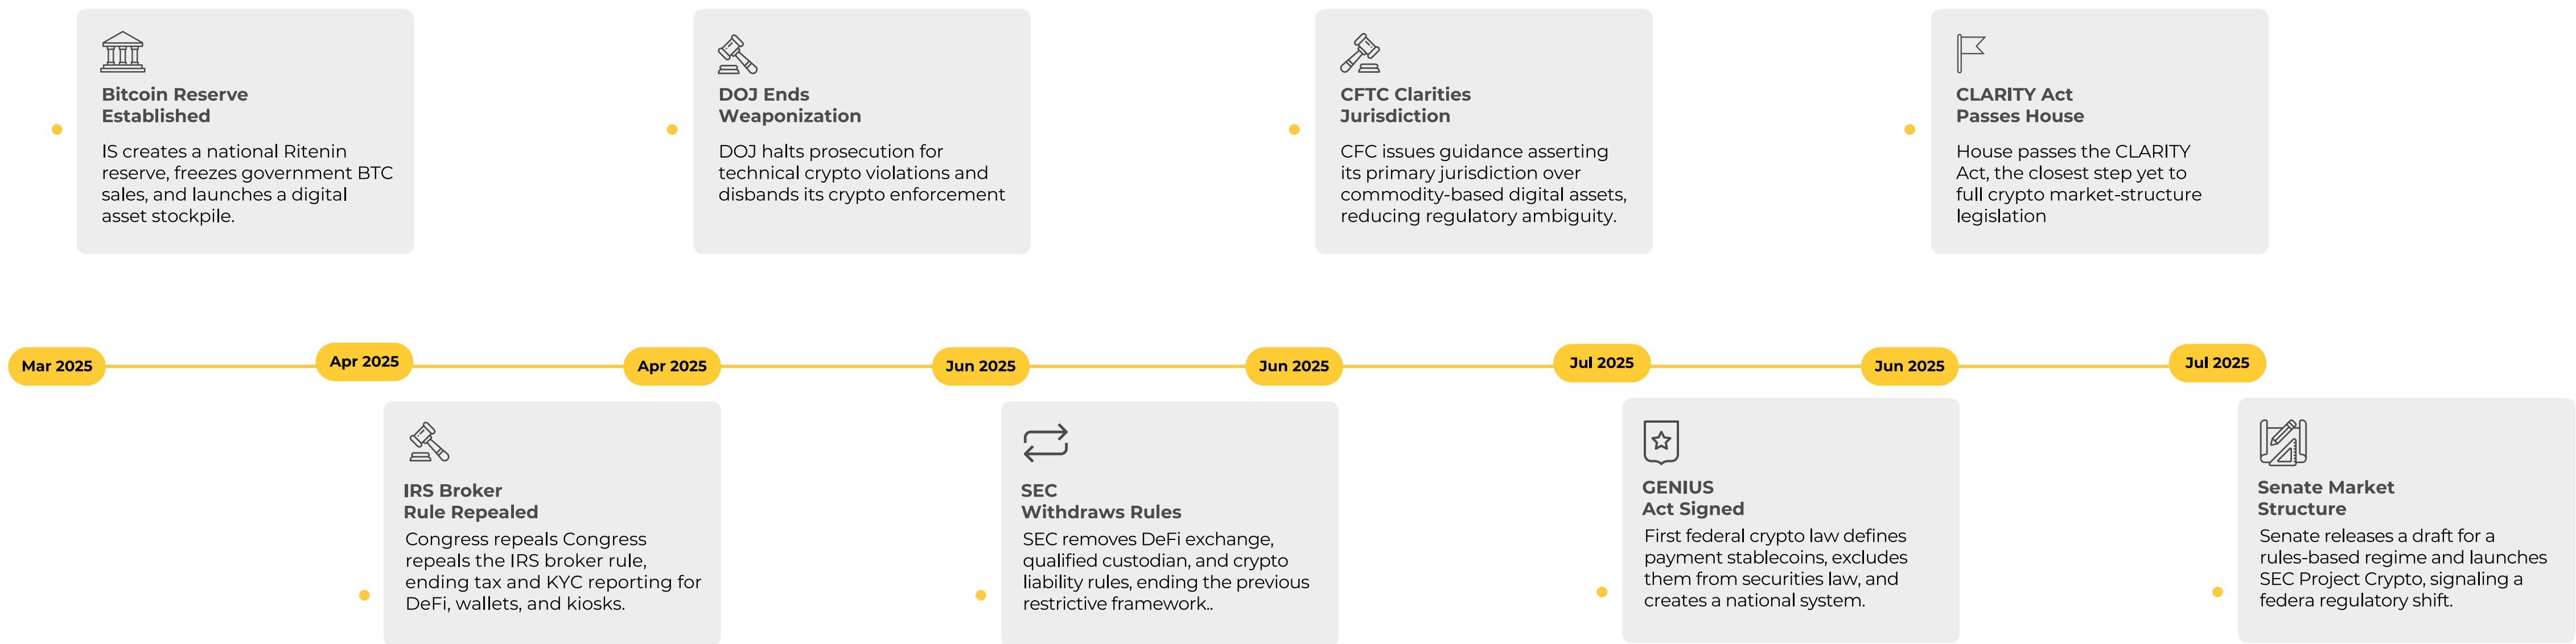 Bitcoin Reserve
Established
IS creates a national Ritenin
reserve, freezes government BTC
sales, and launches a digital
asset stockpile.
DOJ Ends
Weaponization
DOJ halts prosecution for
technical crypto violations and
disbands its crypto enforcement
CFTC Clarities
Jurisdiction
CFC issues guidance asserting
its primary jurisdiction over
commodity-based digital assets,
reducing regulatory ambiguity.
CLARITY Act
Passes House
House passes the CLARITY
Act, the closest step yet to
full crypto market-structure
legislation
Mar 2025
Apr 2025
Apr 2025
Jun 2025
Jun 2025
Jul 2025
Jun 2025
Jul 2025
IRS Broker
Rule Repealed
Congress repeals Congress
repeals the IRS broker rule,
ending tax and KYC reporting for
DeFi, wallets, and kiosks.
SEC
Withdraws Rules
SEC removes DeFi exchange,
qualified custodian, and crypto
liability rules, ending the previous
restrictive framework..
GENIUS
Act Signed
First federal crypto law defines
payment stablecoins, excludes
them from securities law, and
creates a national system.
Senate Market
Structure
Senate releases a draft for a
rules-based regime and launches
SEC Project Crypto, signaling a
federa regulatory shift.